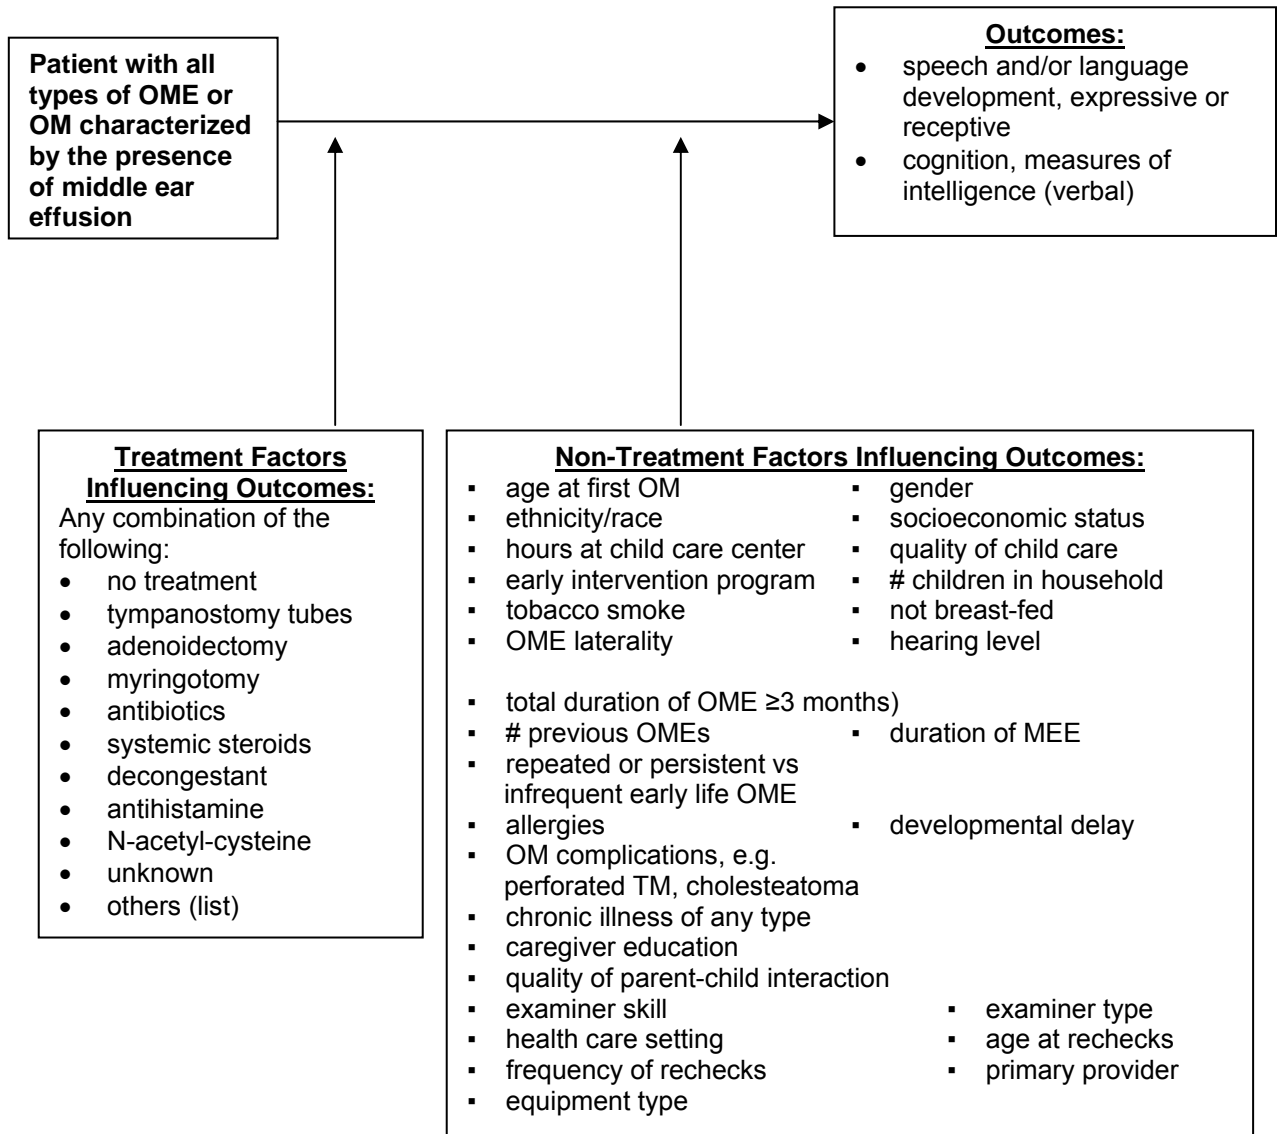 Patient with all
types of OME or
OM characterized
by the presence
of middle ear
effusion
Outcomes:
• speech and/or language
development, expressive or
receptive
• cognition, measures of
intelligence (verbal)
Treatment Factors
Influencing Outcomes:
Any combination of the
following:
• no treatment
• tympanostomy tubes
• adenoidectomy
• myringotomy
• antibiotics
• systemic steroids
• decongestant
• antihistamine
• N-acetyl-cysteine
• unknown
• others (list)
Non-Treatment Factors Influencing Outcomes:
▪ age at first OM ▪ gender
▪ ethnicity/race ▪ socioeconomic status
▪ hours at child care center ▪ quality of child care
▪ early intervention program ▪ # children in household
▪ tobacco smoke ▪ not breast-fed
▪ OME laterality ▪ hearing level
▪ total duration of OME ≥3 months)
▪ # previous OMEs ▪ duration of MEE
▪ repeated or persistent vs
infrequent early life OME
▪ allergies ▪ developmental delay
▪ OM complications, e.g.
perforated TM, cholesteatoma
▪ chronic illness of any type
▪ caregiver education
▪ quality of parent-child interaction
▪ examiner skill ▪ examiner type
▪ health care setting ▪ age at rechecks
▪ frequency of rechecks ▪ primary provider
▪ equipment type